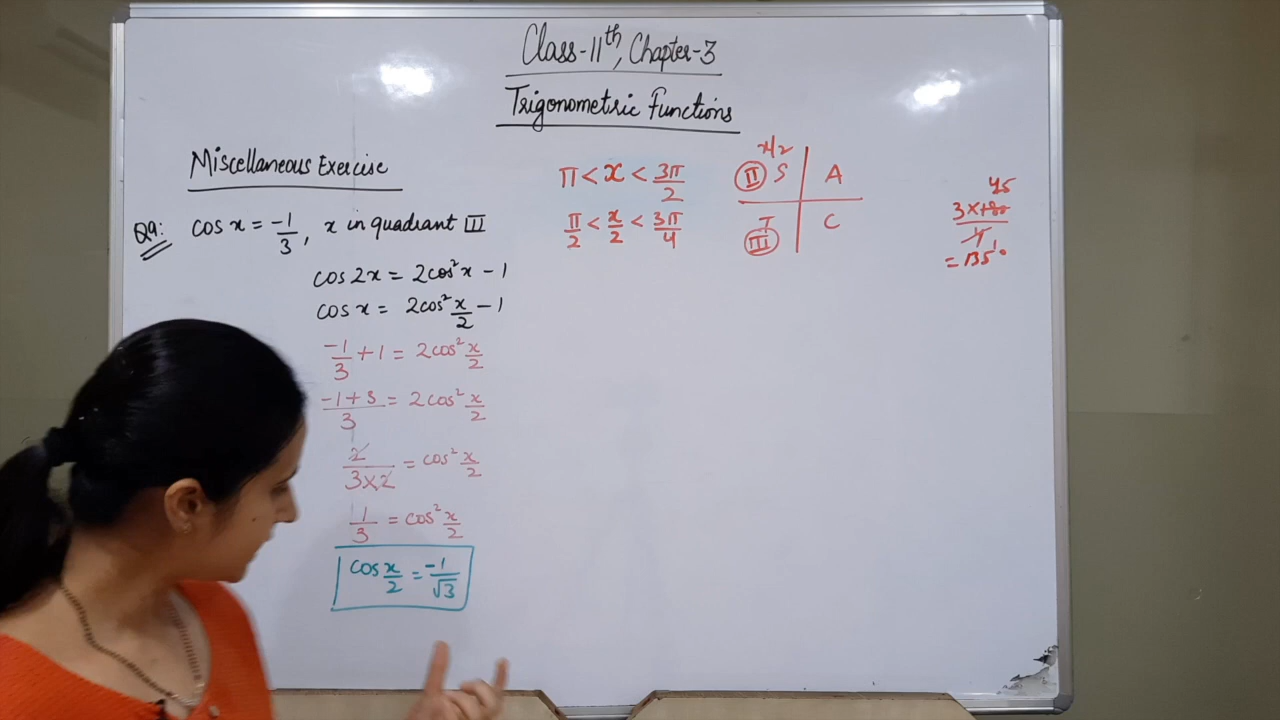 Class-11th, Chapter-3
Trigonometric Functions
Miscellaneous Exercise
Q9: cos x = -1/3, x in quadrant III
cos 2x = 2cos²x - 1
cos x = 2cos² x/2 - 1
-1/3 + 1 = 2cos² x/2
-1+3/3 = 2cos² x/2
2/3×2 = cos² x/2
1/3 = cos² x/2
cos x/2 = -1/√3
π < x < 3π/2
π/2 < x/2 < 3π/4
x/2
II S A
T C
III
45
3×180/4
= 135°